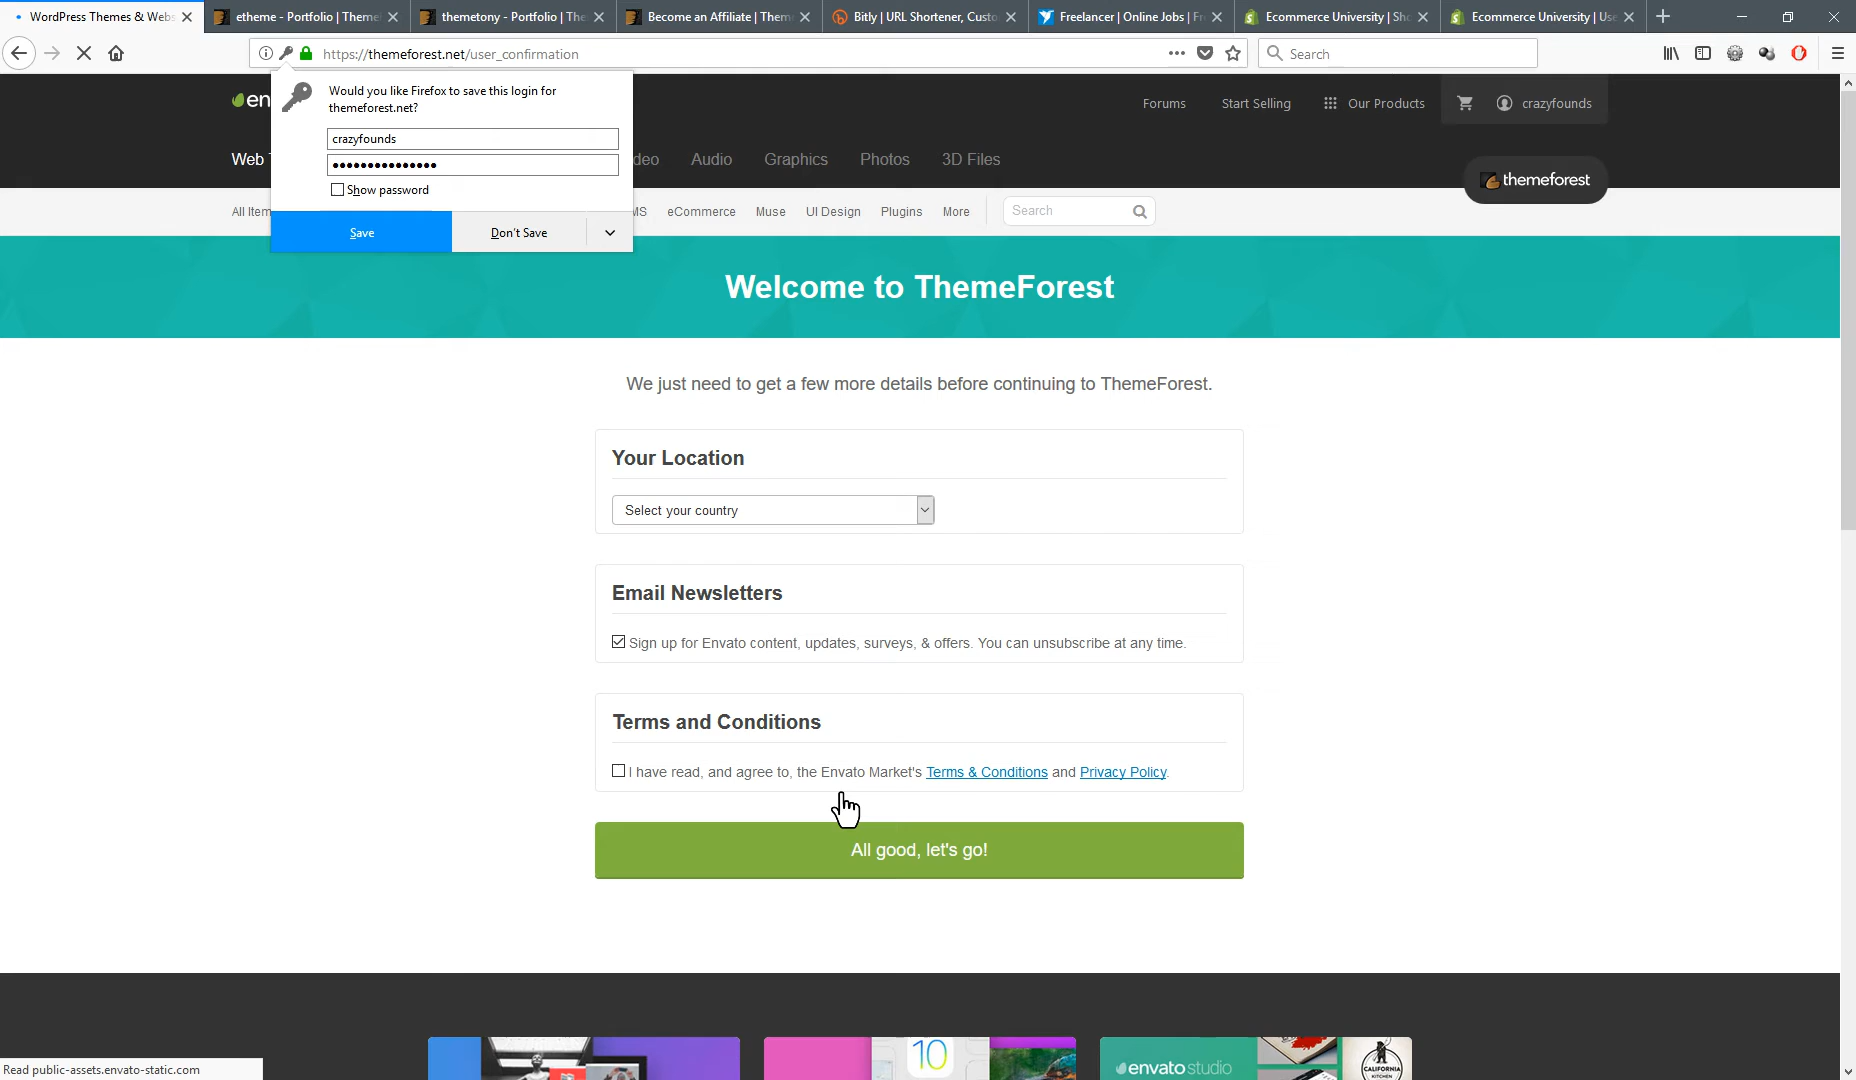 WordPress Themes & Webs
etheme - Portfolio | Theme
themetony - Portfolio | The
Become an Affiliate | Them
Bitly | URL Shortener, Custo
Freelancer | Online Jobs | Fr
Ecommerce University | Sho
Ecommerce University | Use
https://themeforest.net/user_confirmation
Search
Would you like Firefox to save this login for
themeforest.net?
crazyfounds
●●●●●●●●●●●●●●●
Show password
Save
Don't Save
en
Forums
Start Selling
Our Products
crazyfounds
Web T
deo
Audio
Graphics
Photos
3D Files
themeforest
All Item
MS
eCommerce
Muse
UI Design
Plugins
More
Search
Welcome to ThemeForest
We just need to get a few more details before continuing to ThemeForest.
Your Location
Select your country
Email Newsletters
Sign up for Envato content, updates, surveys, & offers. You can unsubscribe at any time.
Terms and Conditions
I have read, and agree to, the Envato Market's Terms & Conditions and Privacy Policy.
All good, let's go!
10
envato studio
CALIFORNIA
KITCHEN
Read public-assets.envato-static.com